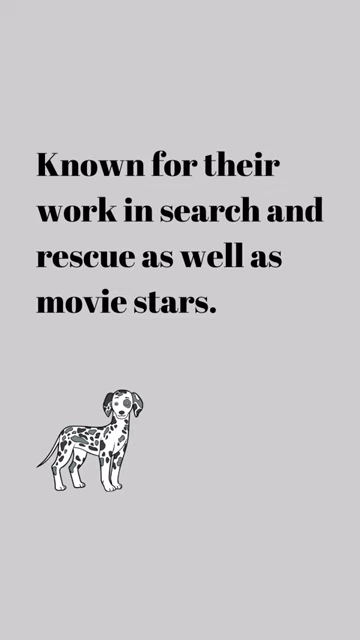 Known for their
work in search and
rescue as well as
movie stars.